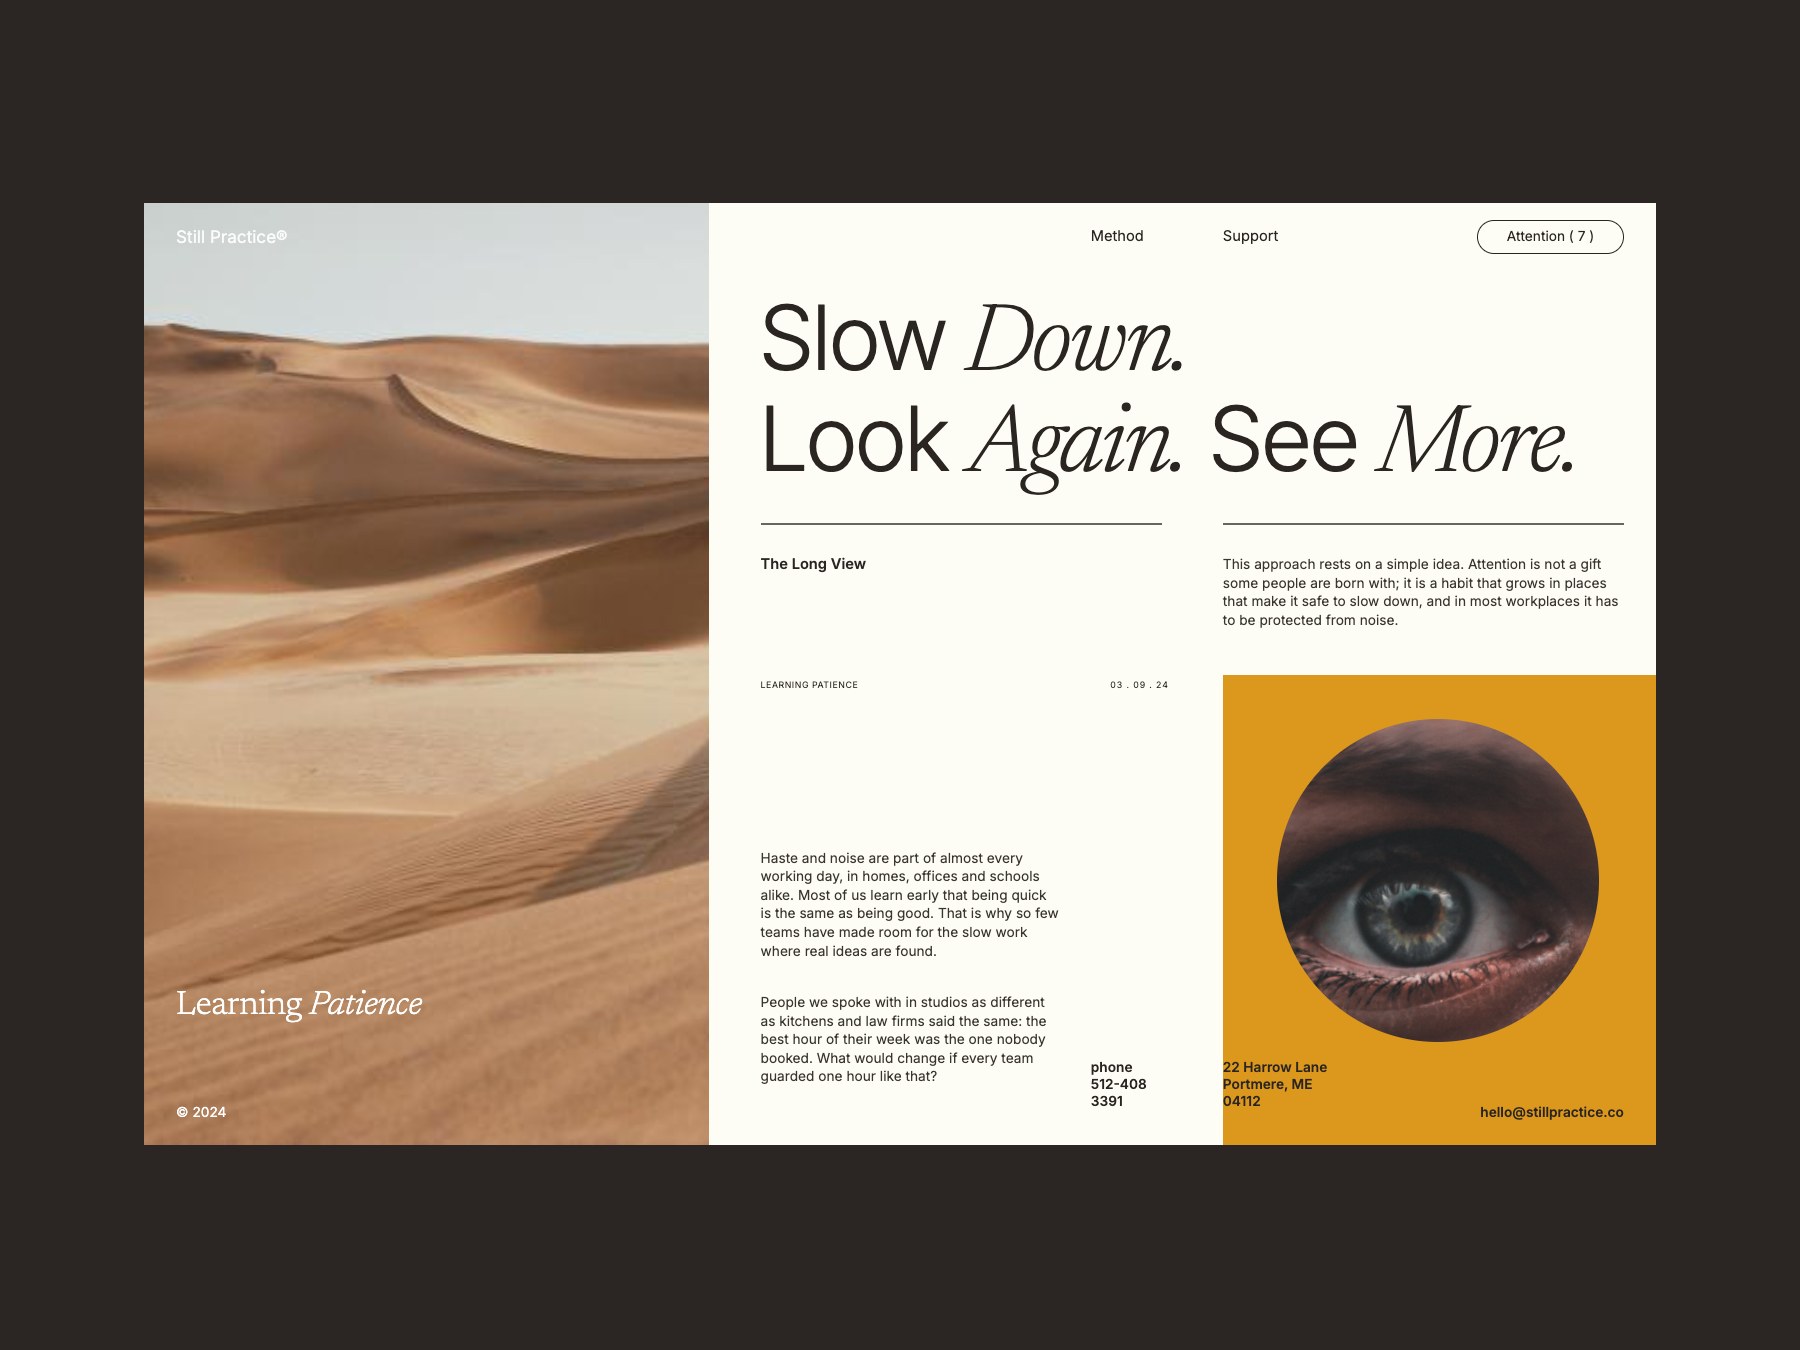 Still Practice®
Method
Support
Attention ( 7 )
Slow Down.
Look Again. See More.
The Long View
This approach rests on a simple idea. Attention is not a gift
some people are born with; it is a habit that grows in places
that make it safe to slow down, and in most workplaces it has
to be protected from noise.
LEARNING PATIENCE
03 . 09 . 24
Haste and noise are part of almost every
working day, in homes, offices and schools
alike. Most of us learn early that being quick
is the same as being good. That is why so few
teams have made room for the slow work
where real ideas are found.
People we spoke with in studios as different
as kitchens and law firms said the same: the
best hour of their week was the one nobody
booked. What would change if every team
guarded one hour like that?
Learning Patience
© 2024
phone
512-408
3391
22 Harrow Lane
Portmere, ME
04112
hello@stillpractice.co